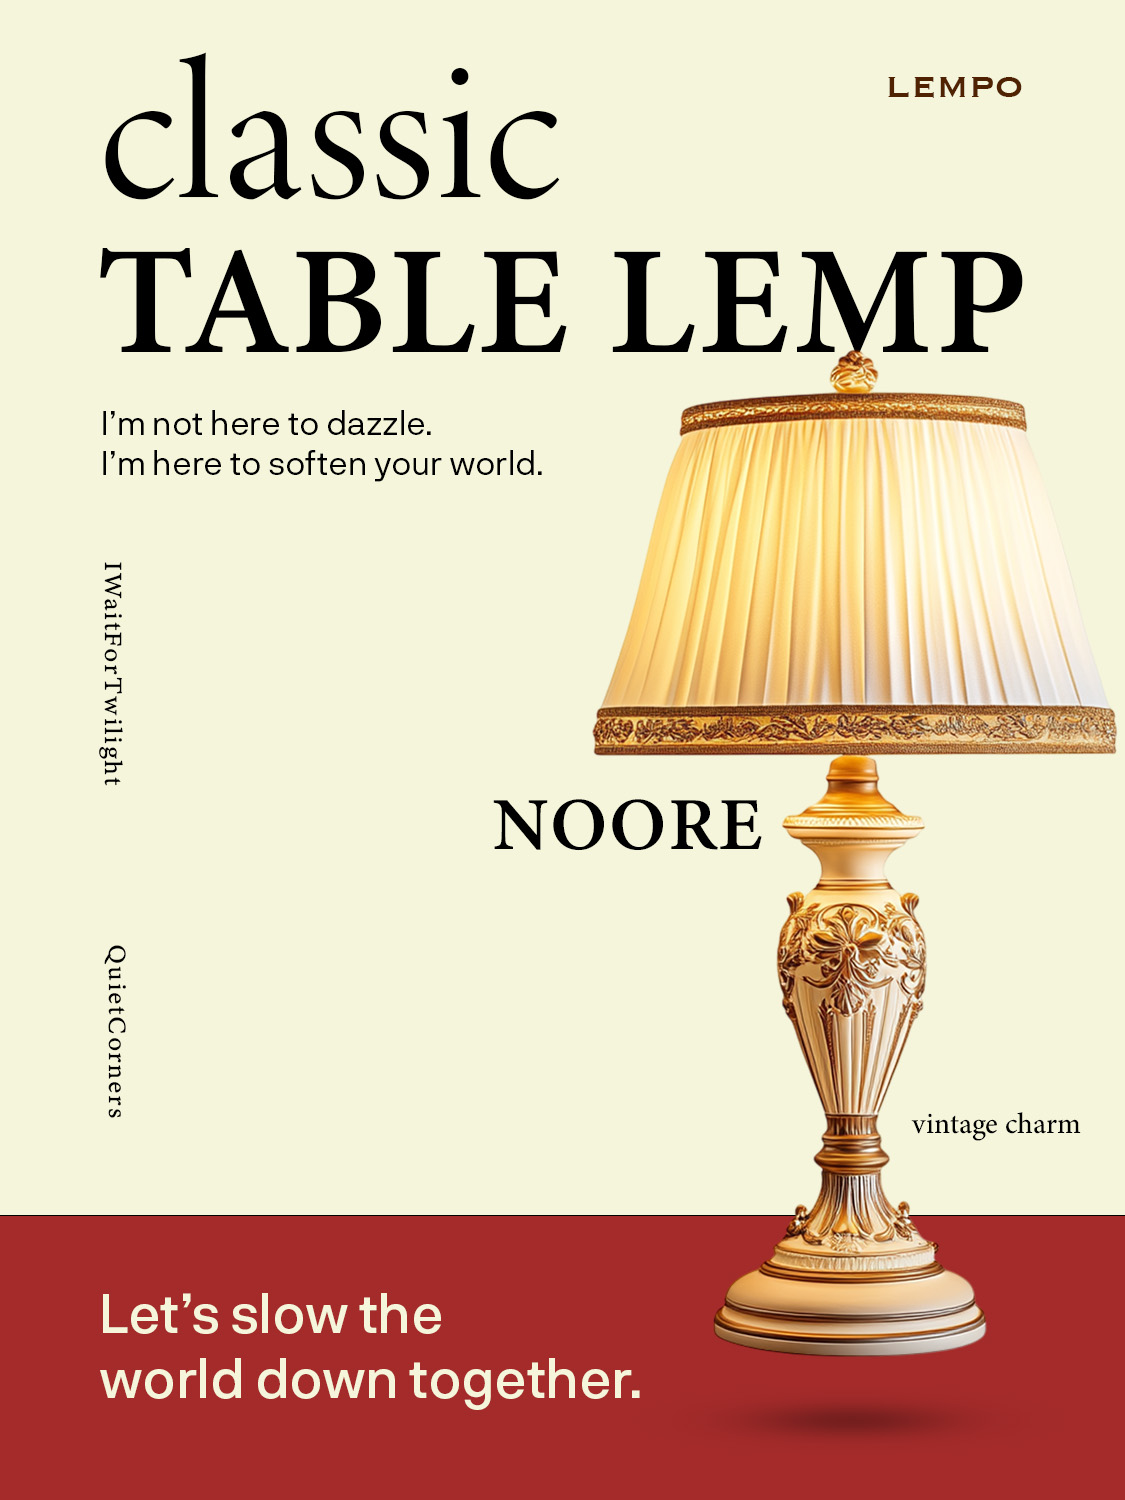 classic
LEMPO
TABLE LEMP
I'm not here to dazzle.
I'm here to soften your world.
IWaitForTwilight
NOORE
QuietCorners
vintage charm
Let's slow the
world down together.